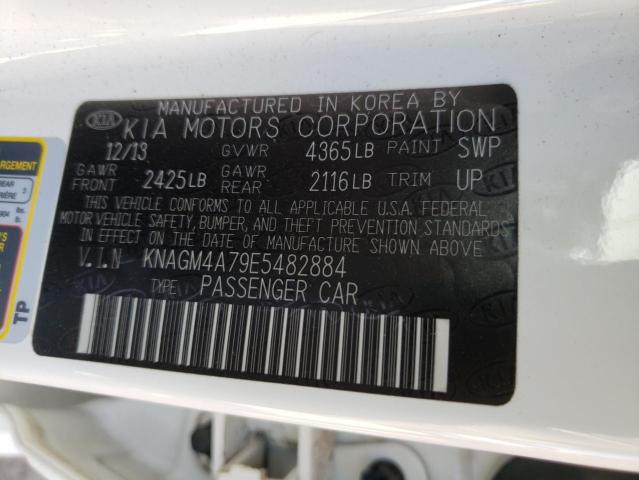 MANUFACTURED IN KOREA BY
KIA KIA MOTORS CORPORATION
12/13 GVWR 4365LB PAINT SWP
GAWR FRONT 2425LB GAWR REAR 2116LB TRIM UP
THIS VEHICLE CONFORMS TO ALL APPLICABLE U.S.A. FEDERAL
MOTOR VEHICLE SAFETY, BUMPER, AND THEFT PREVENTION STANDARDS
IN EFFECT ON THE DATE OF MANUFACTURE SHOWN ABOVE.
V.I.N KNAGM4A79E5482884
TYPE: PASSENGER CAR
TP